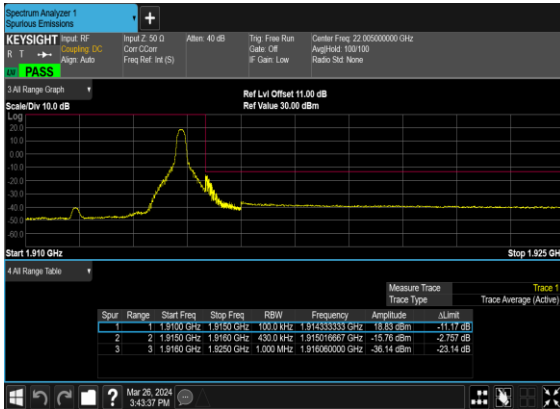 Spectrum Analyzer 1
Spurious Emissions
KEYSIGHT Input: RF Input Z: 50 Ω Atten: 40 dB Trig: Free Run Center Freq: 22.005000000 GHz
R T Coupling: DC Corr CCorr Gate: Off Avg|Hold: 100/100
Align: Auto Freq Ref: Int (S) IF Gain: Low Radio Std: None
PASS
3 All Range Graph
Ref Lvl Offset 11.00 dB
Scale/Div 10.0 dB Ref Value 30.00 dBm
Log
20.0
10.0
0.00
-10.0
-20.0
-30.0
-40.0
-50.0
-60.0
Start 1.910 GHz Stop 1.925 GH
4 All Range Table
Measure Trace Trace 1
Trace Type Trace Average (Active)
Spur Range Start Freq Stop Freq RBW Frequency Amplitude ΔLimit
1 1 1.9100 GHz 1.9150 GHz 100.0 kHz 1.914333333 GHz 18.83 dBm -11.17 dB
2 2 1.9150 GHz 1.9160 GHz 430.0 kHz 1.915016667 GHz -15.76 dBm -2.757 dB
3 3 1.9160 GHz 1.9250 GHz 1.000 MHz 1.916060000 GHz -36.14 dBm -23.14 dB
Mar 26, 2024
3:43:37 PM